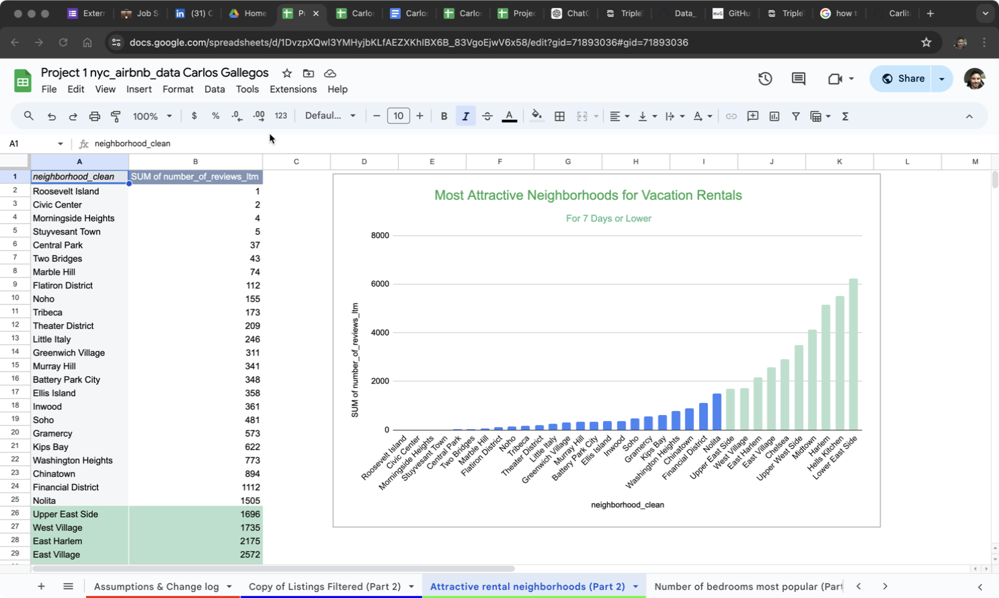 Extern
Job S
(31) C
Home
P
Carlos
Carlos
Carlos
Projec
ChatG
Triple
Data_
GitHu
Triple
how t
Carlit
docs.google.com/spreadsheets/d/1DvzpXQwl3YMHyjbKLfAEZXKhlBX6B_83VgoEjwV6x58/edit?gid=71893036#gid=71893036
Project 1 nyc_airbnb_data Carlos Gallegos
File Edit View Insert Format Data Tools Extensions Help
Share
100% $ % .0 .00 123 Defaul... − 10 + B I S A
A1 fx neighborhood_clean
A B C D E F G H I J K L M
1 neighborhood_clean SUM of number_of_reviews_ltm
2 Roosevelt Island 1
3 Civic Center 2
4 Morningside Heights 4
5 Stuyvesant Town 5
6 Central Park 37
7 Two Bridges 43
8 Marble Hill 74
9 Flatiron District 112
10 Noho 155
11 Tribeca 173
12 Theater District 209
13 Little Italy 246
14 Greenwich Village 311
15 Murray Hill 341
16 Battery Park City 348
17 Ellis Island 358
18 Inwood 361
19 Soho 481
20 Gramercy 573
21 Kips Bay 622
22 Washington Heights 773
23 Chinatown 894
24 Financial District 1112
25 Nolita 1505
26 Upper East Side 1696
27 West Village 1735
28 East Harlem 2175
29 East Village 2572
Most Attractive Neighborhoods for Vacation Rentals
For 7 Days or Lower
8000
6000
4000
2000
0
SUM of number_of_reviews_ltm
Roosevelt Island
Civic Center
Morningside Heights
Stuyvesant Town
Central Park
Two Bridges
Marble Hill
Flatiron District
Noho
Tribeca
Theater District
Little Italy
Greenwich Village
Murray Hill
Battery Park City
Ellis Island
Inwood
Soho
Gramercy
Kips Bay
Washington Heights
Chinatown
Financial District
Nolita
Upper East Side
West Village
East Harlem
East Village
Chelsea
Upper West Side
Midtown
Harlem
Hells Kitchen
Lower East Side
neighborhood_clean
Assumptions & Change log
Copy of Listings Filtered (Part 2)
Attractive rental neighborhoods (Part 2)
Number of bedrooms most popular (Part